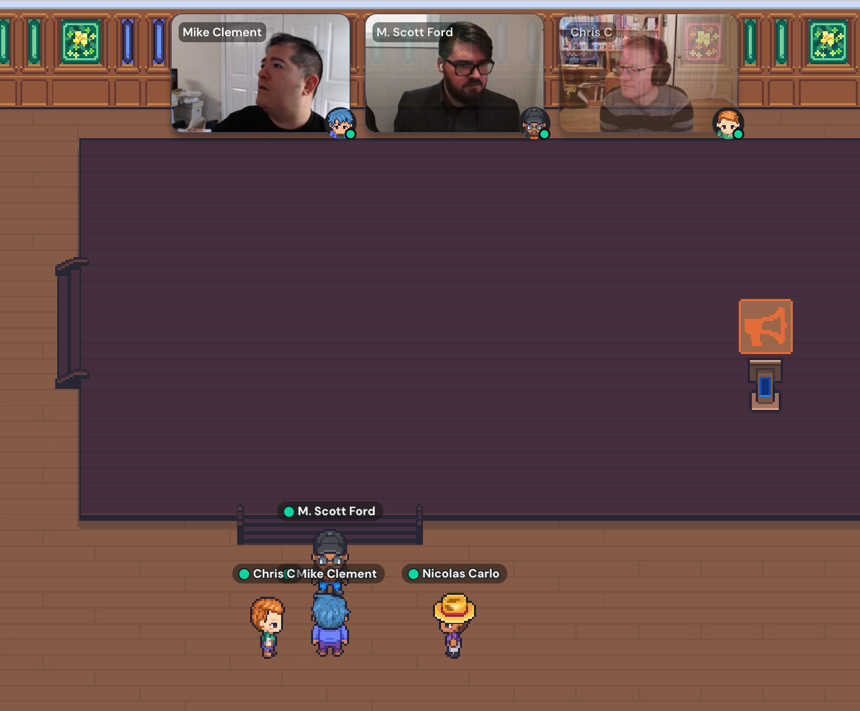 Mike Clement
M. Scott Ford
Chris C
M. Scott Ford
Chris C
Mike Clement
Nicolas Carlo